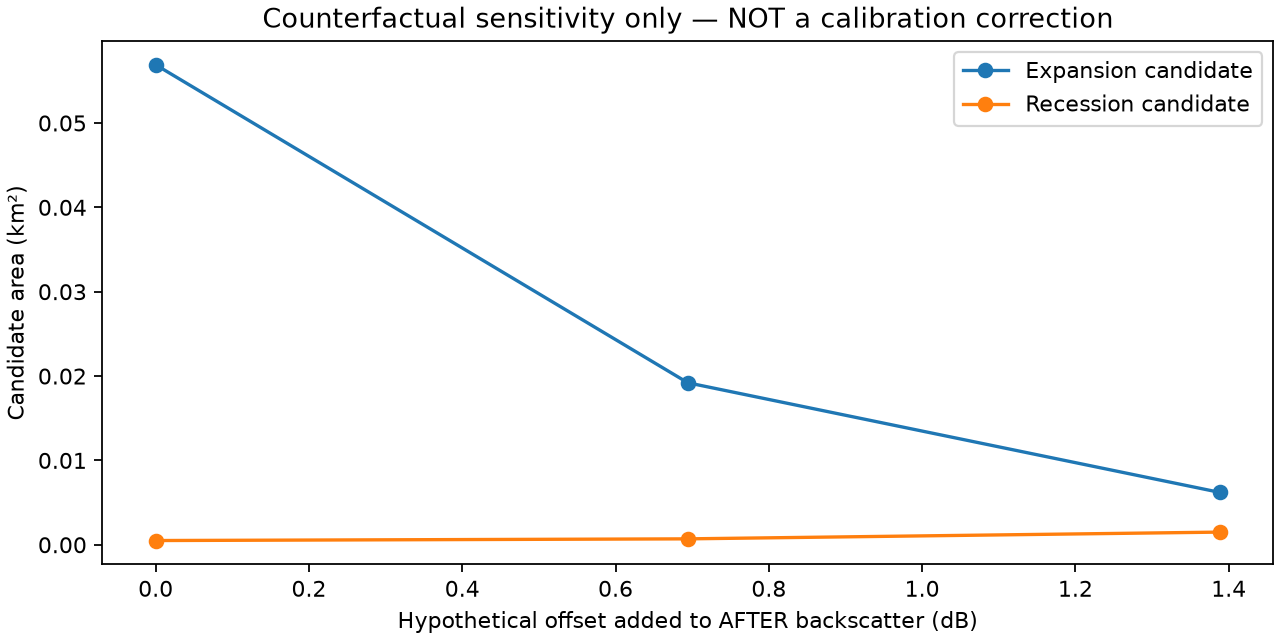 Counterfactual sensitivity only — NOT a calibration correction
Expansion candidate
Recession candidate
Candidate area (km²)
0.05
0.04
0.03
0.02
0.01
0.00
0.0 0.2 0.4 0.6 0.8 1.0 1.2 1.4
Hypothetical offset added to AFTER backscatter (dB)